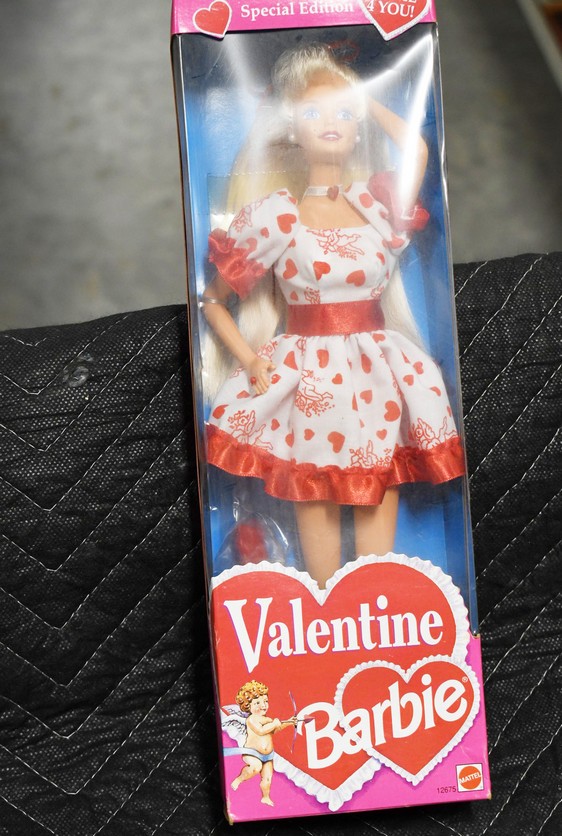 Special Edition
4 YOU!
Valentine
Barbie®
12675
MATTEL